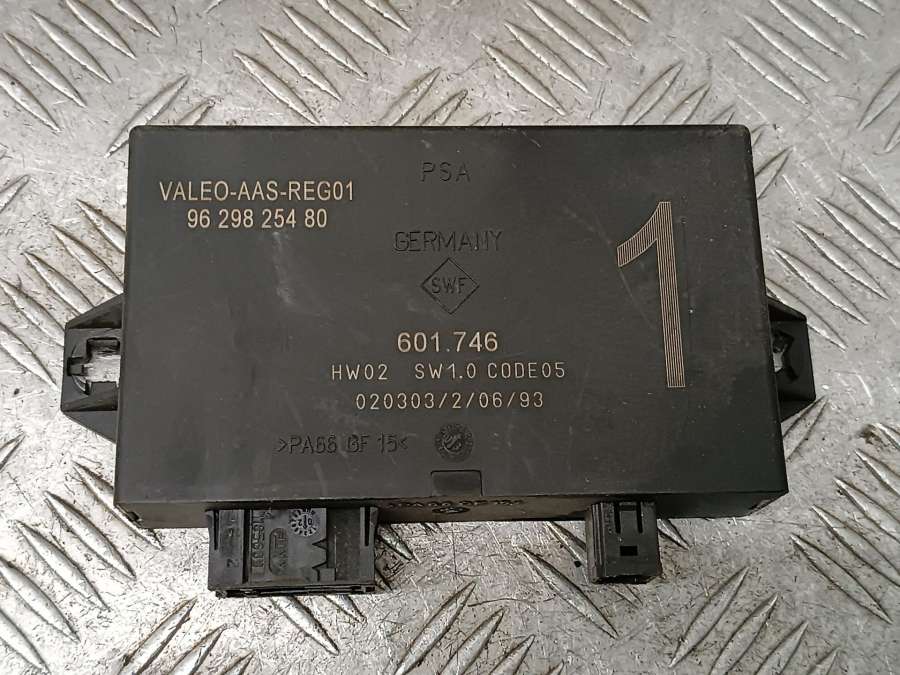 VALEO-AAS-REG01
96 298 254 80
PSA
GERMANY
SWF
1
601.746
HW02 SW1.0 CODE05
020303/2/06/93
>PA66 GF 15<
2